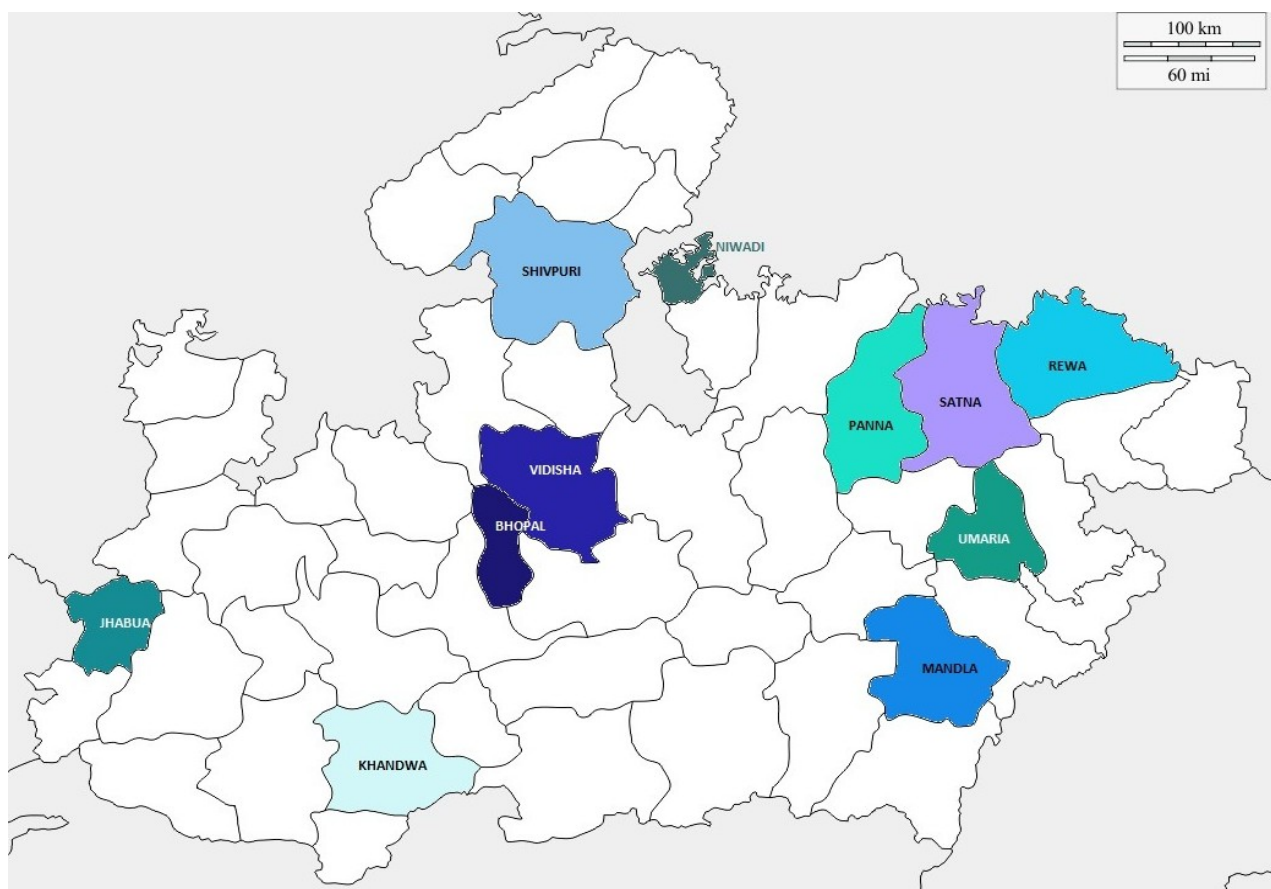 100 km
60 mi
NIWADI
SHIVPURI
REWA
SATNA
PANNA
VIDISHA
BHOPAL
UMARIA
JHABUA
MANDLA
KHANDWA